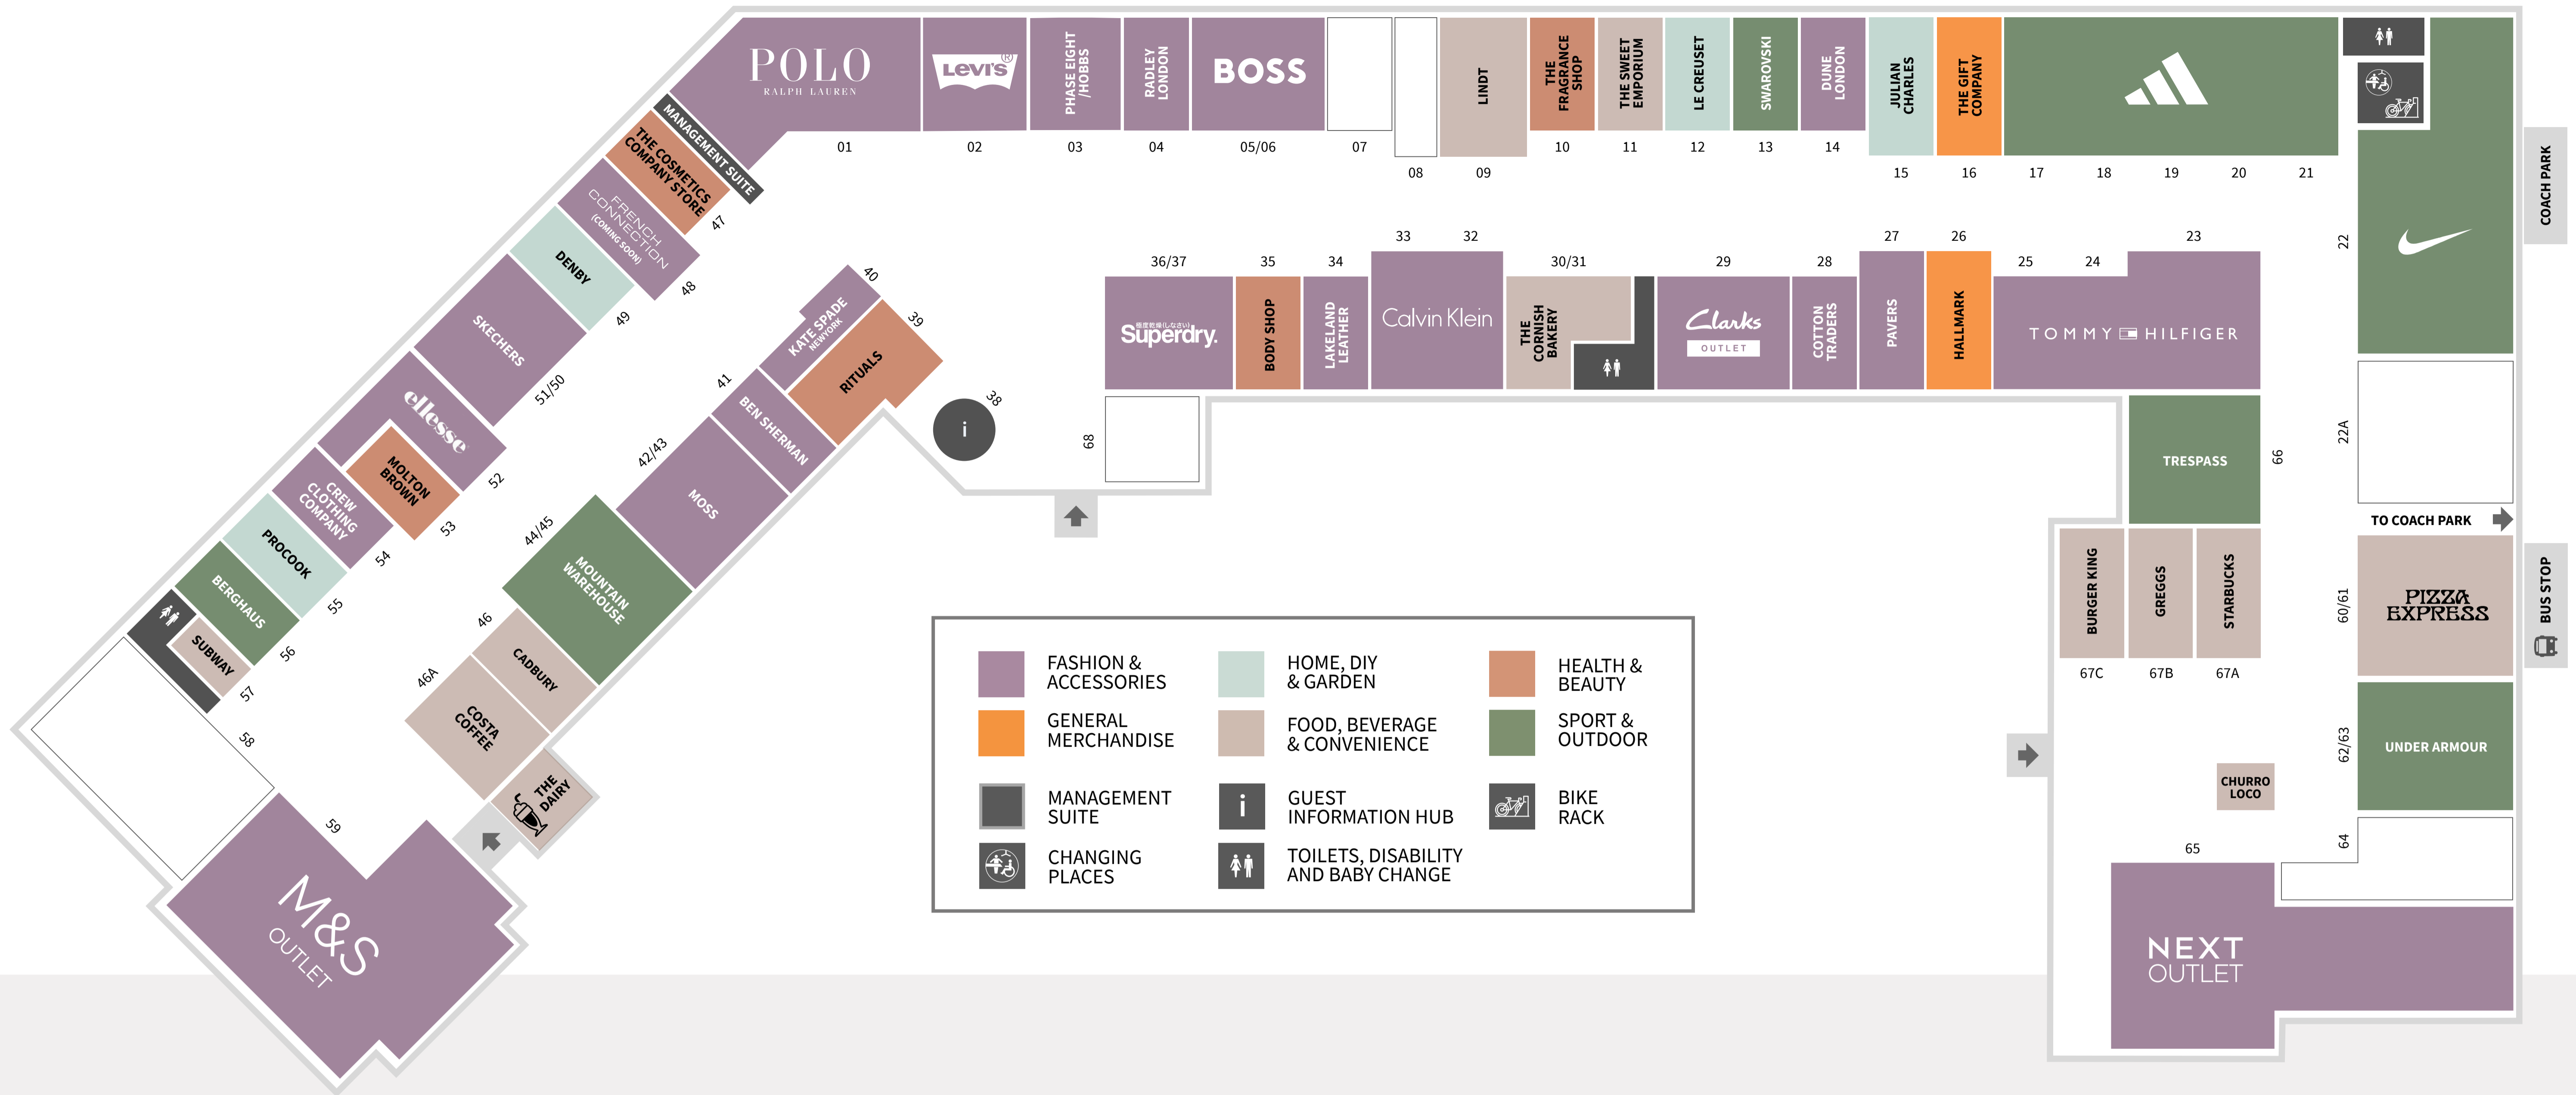 POLO
RALPH LAUREN
LEVI'S®
PHASE EIGHT
/HOBBS
RADLEY
LONDON
BOSS
LINDT
THE
FRAGRANCE
SHOP
THE SWEET
EMPORIUM
LE CREUSET
SWAROVSKI
DUNE
LONDON
JULIAN
CHARLES
THE GIFT
COMPANY
01
02
03
04
05/06
07
08
09
10
11
12
13
14
15
16
17
18
19
20
21
22
COACH PARK
MANAGEMENT SUITE
THE COSMETICS
COMPANY STORE
47
FRENCH
CONNECTION
(COMING SOON)
48
DENBY
49
SKECHERS
51/50
ellesse
52
MOLTON
BROWN
53
CREW
CLOTHING
COMPANY
54
PROCOOK
55
BERGHAUS
56
SUBWAY
57
58
59
M&S
OUTLET
40
KATE SPADE
NEWYORK
39
RITUALS
41
BEN SHERMAN
42/43
MOSS
44/45
MOUNTAIN
WAREHOUSE
46
CADBURY
46A
COSTA
COFFEE
THE
DAIRY
38
i
36/37
極度乾燥(しなさい)
Superdry.
35
BODY SHOP
34
LAKELAND
LEATHER
33
32
Calvin Klein
30/31
THE
CORNISH
BAKERY
29
Clarks
OUTLET
28
COTTON
TRADERS
27
PAVERS
26
HALLMARK
25
24
23
TOMMY HILFIGER
68
TRESPASS
66
22A
TO COACH PARK
BURGER KING
GREGGS
STARBUCKS
67C
67B
67A
60/61
PIZZA
EXPRESS
BUS STOP
62/63
UNDER ARMOUR
CHURRO
LOCO
64
65
NEXT
OUTLET
FASHION &
ACCESSORIES
HOME, DIY
& GARDEN
HEALTH &
BEAUTY
GENERAL
MERCHANDISE
FOOD, BEVERAGE
& CONVENIENCE
SPORT &
OUTDOOR
MANAGEMENT
SUITE
i
GUEST
INFORMATION HUB
BIKE
RACK
CHANGING
PLACES
TOILETS, DISABILITY
AND BABY CHANGE